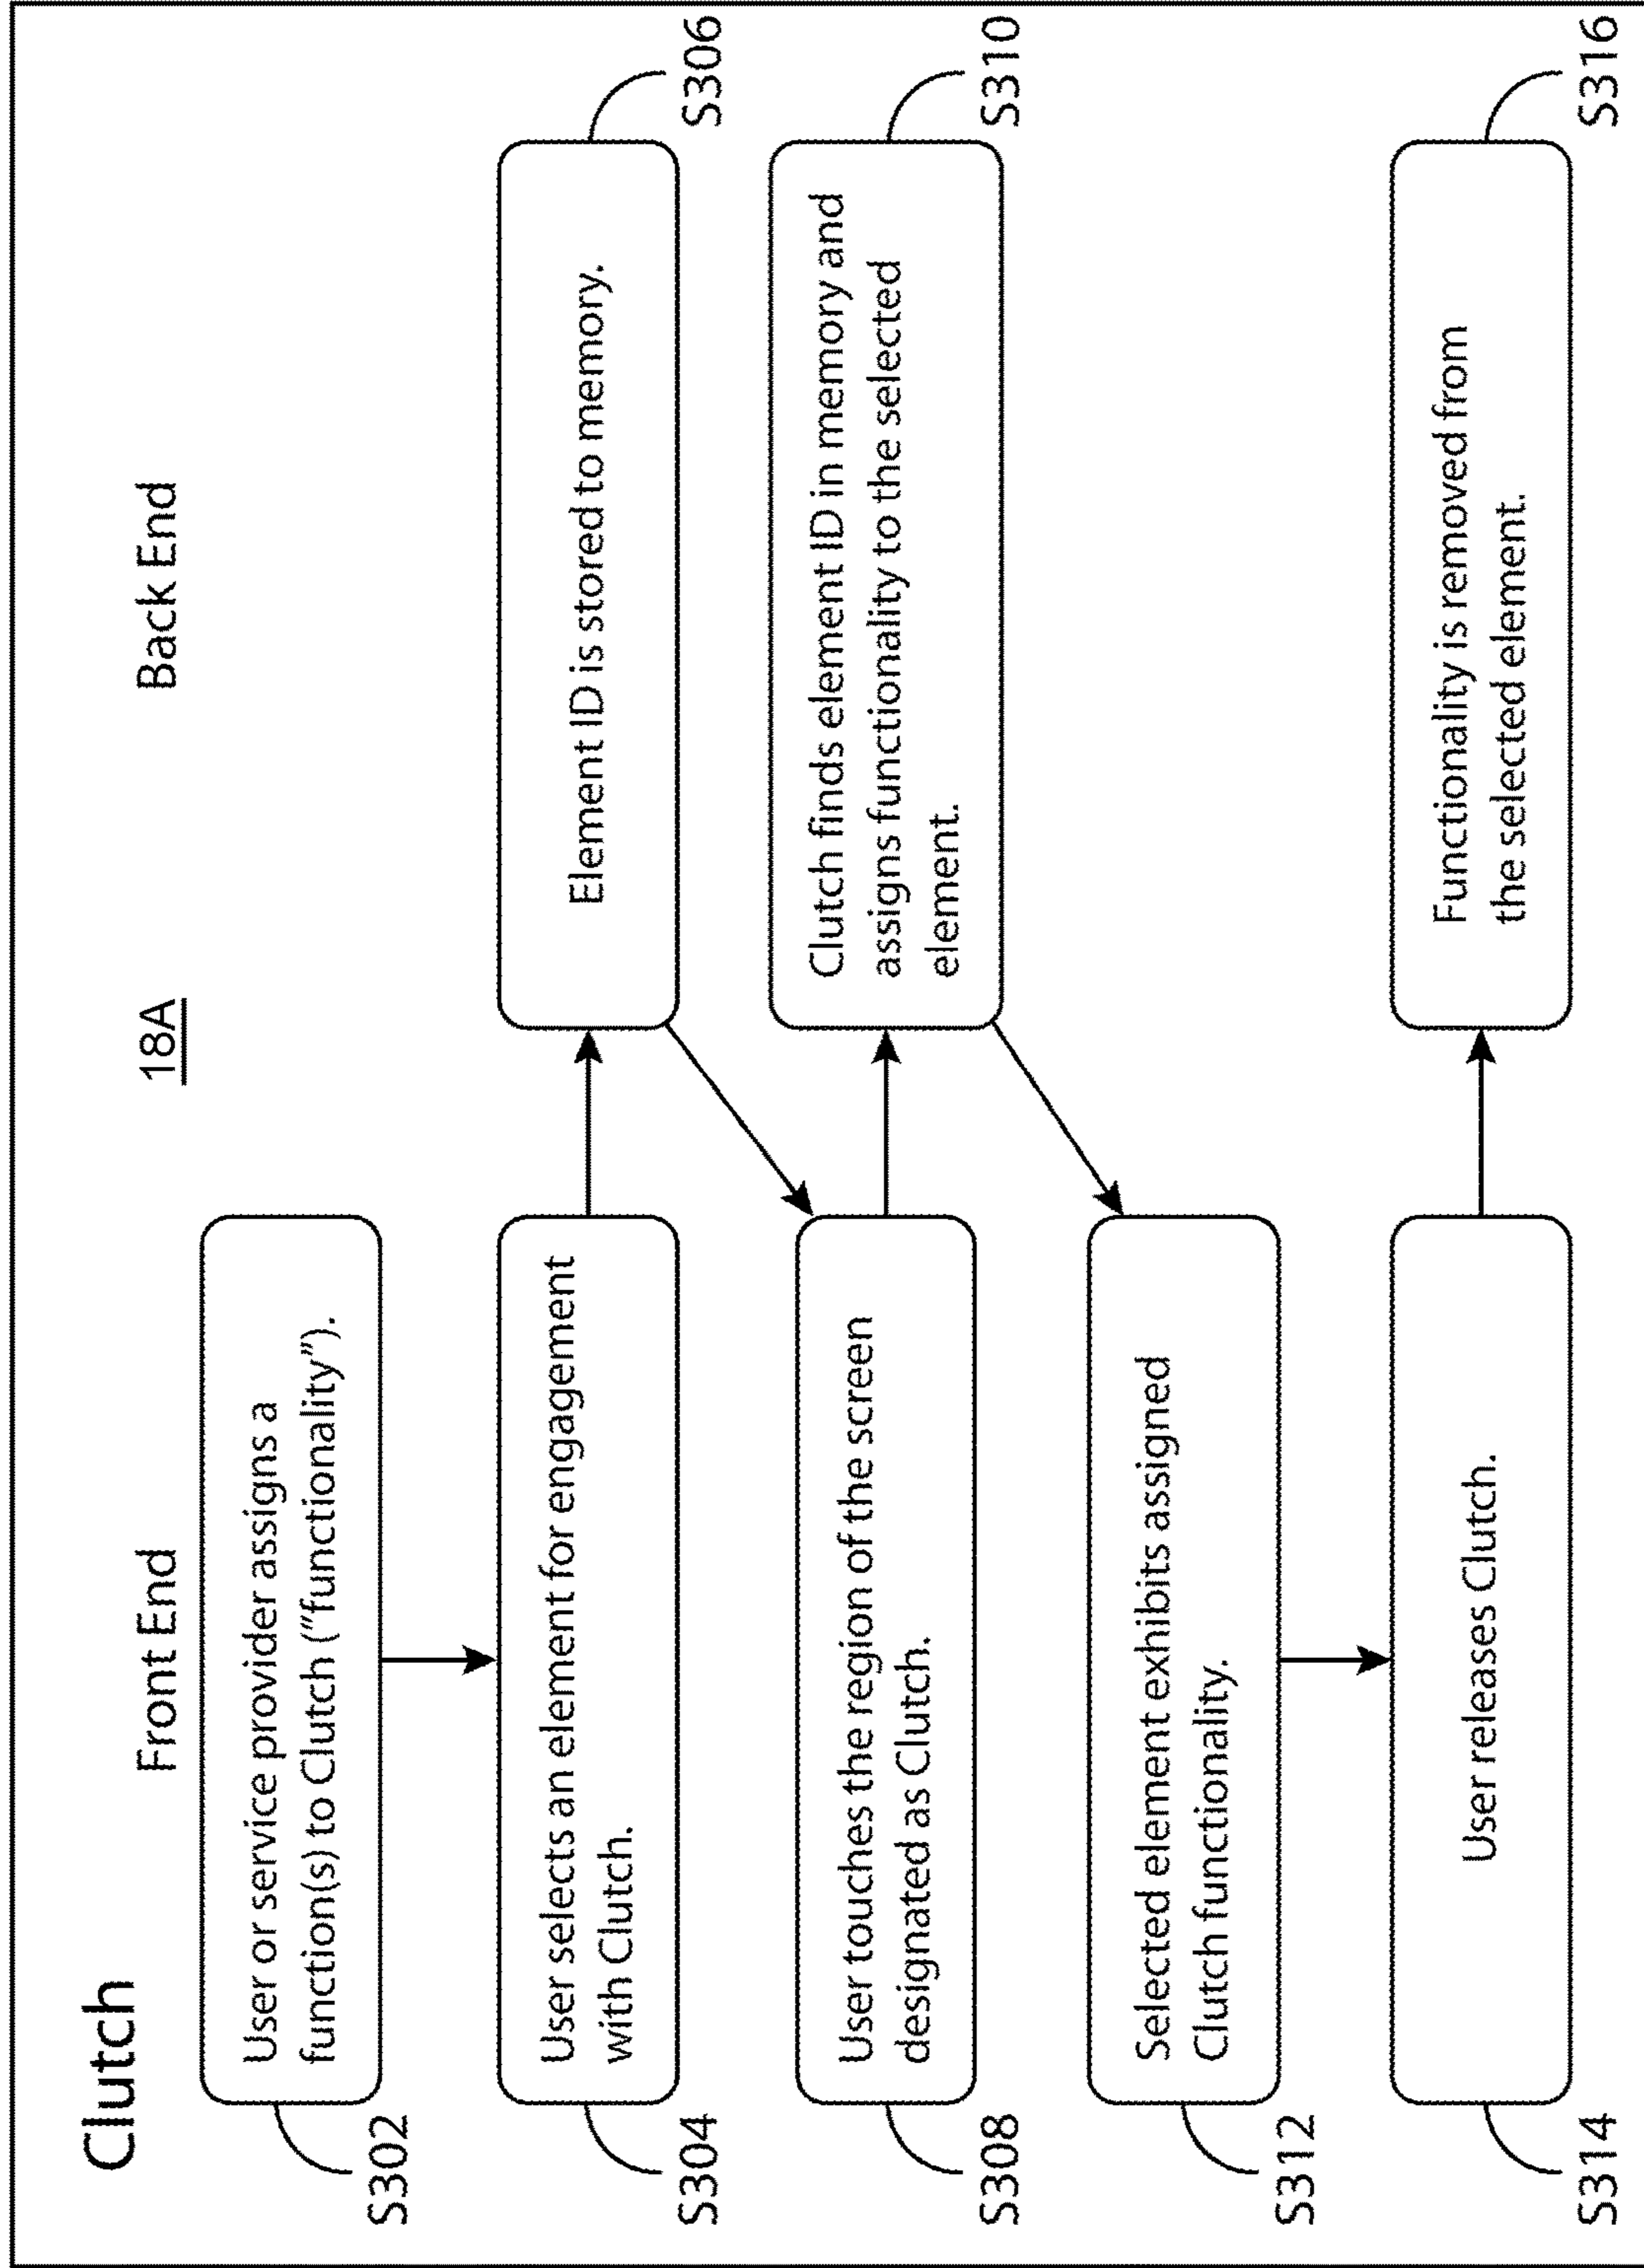 Clutch
18A
Front End
Back End
User or service provider assigns a
function(s) to Clutch ("functionality").
S302
User selects an element for engagement
with Clutch.
S304
Element ID is stored to memory.
S306
User touches the region of the screen
designated as Clutch.
S308
Clutch finds element ID in memory and
assigns functionality to the selected
element.
S310
Selected element exhibits assigned
Clutch functionality.
S312
User releases Clutch.
S314
Functionality is removed from
the selected element.
S316